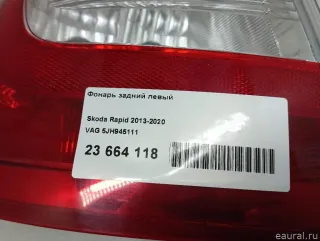 Фонарь задний левый
Skoda Rapid 2013-2020
VAG 5JH945111
23 664 118
eaural.ru